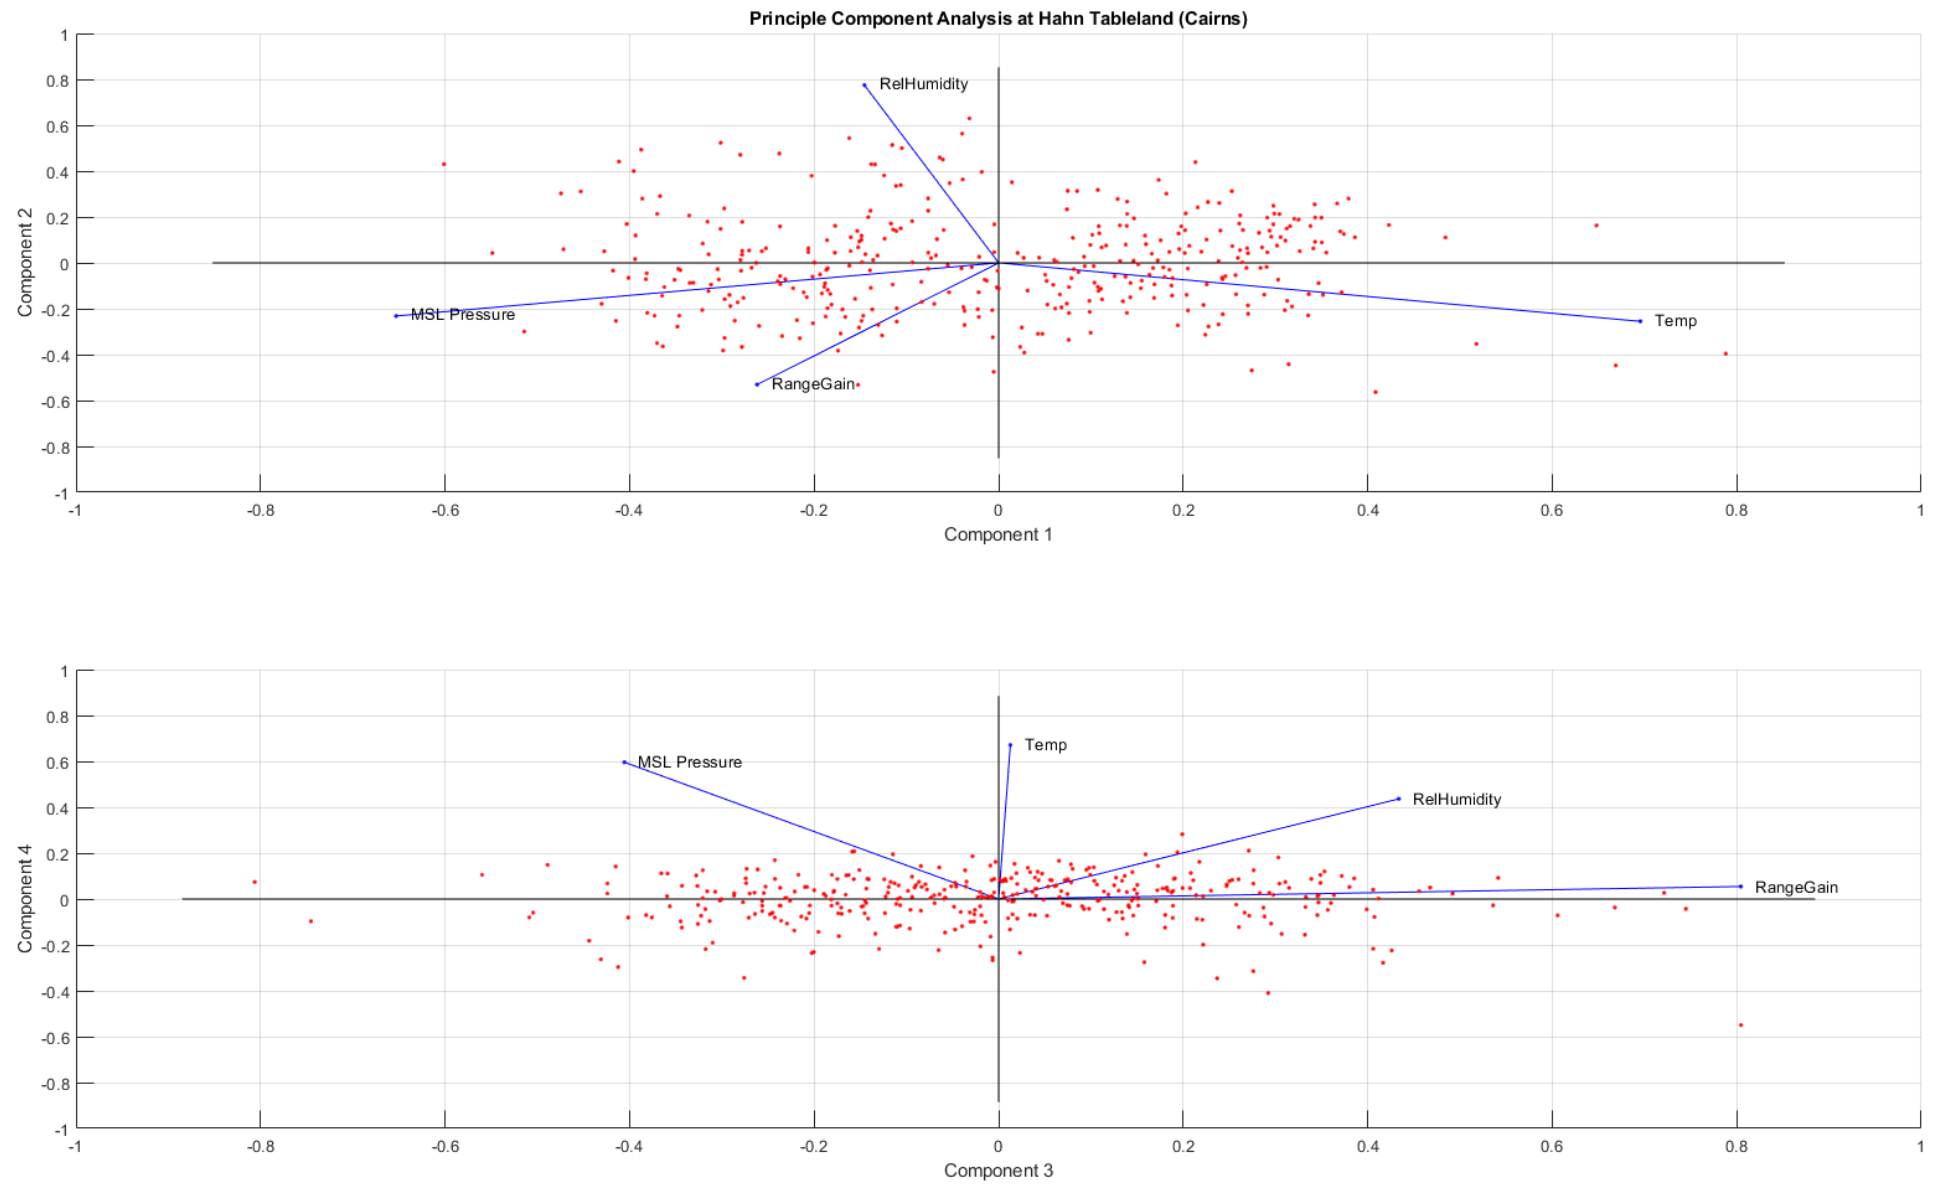 Principle Component Analysis at Hahn Tableland (Cairns)
1
0.8
0.6
0.4
0.2
0
-0.2
-0.4
-0.6
-0.8
-1
Component 2
RelHumidity
MSL Pressure
Temp
RangeGain
-1 -0.8 -0.6 -0.4 -0.2 0 0.2 0.4 0.6 0.8 1
Component 1
1
0.8
0.6
0.4
0.2
0
-0.2
-0.4
-0.6
-0.8
-1
Component 4
Temp
MSL Pressure
RelHumidity
RangeGain
-1 -0.8 -0.6 -0.4 -0.2 0 0.2 0.4 0.6 0.8 1
Component 3